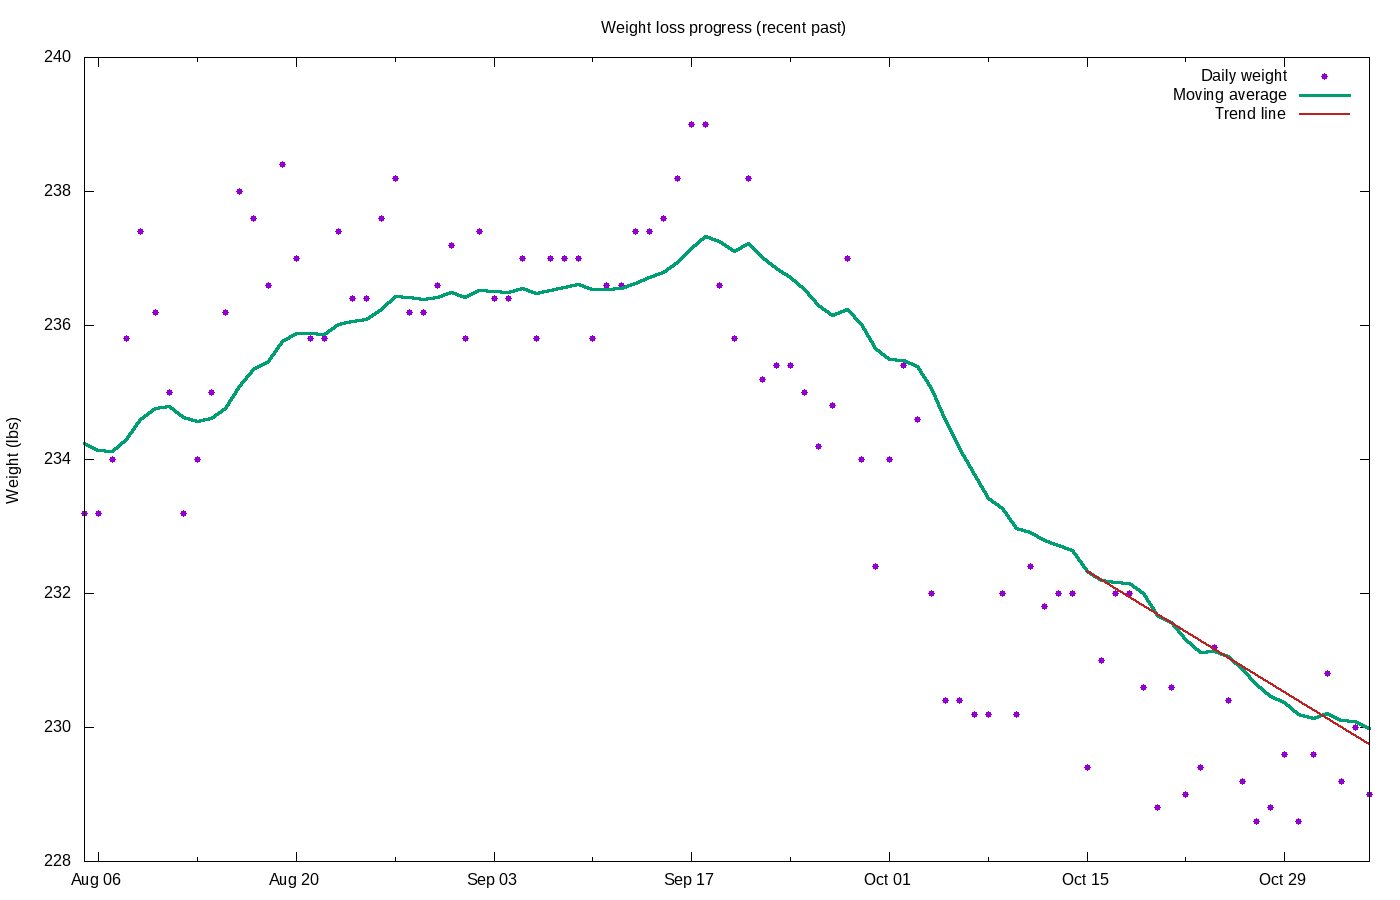 Weight loss progress (recent past)
240
238
236
234
232
230
228
Weight (lbs)
Daily weight
Moving average
Trend line
Aug 06 Aug 20 Sep 03 Sep 17 Oct 01 Oct 15 Oct 29